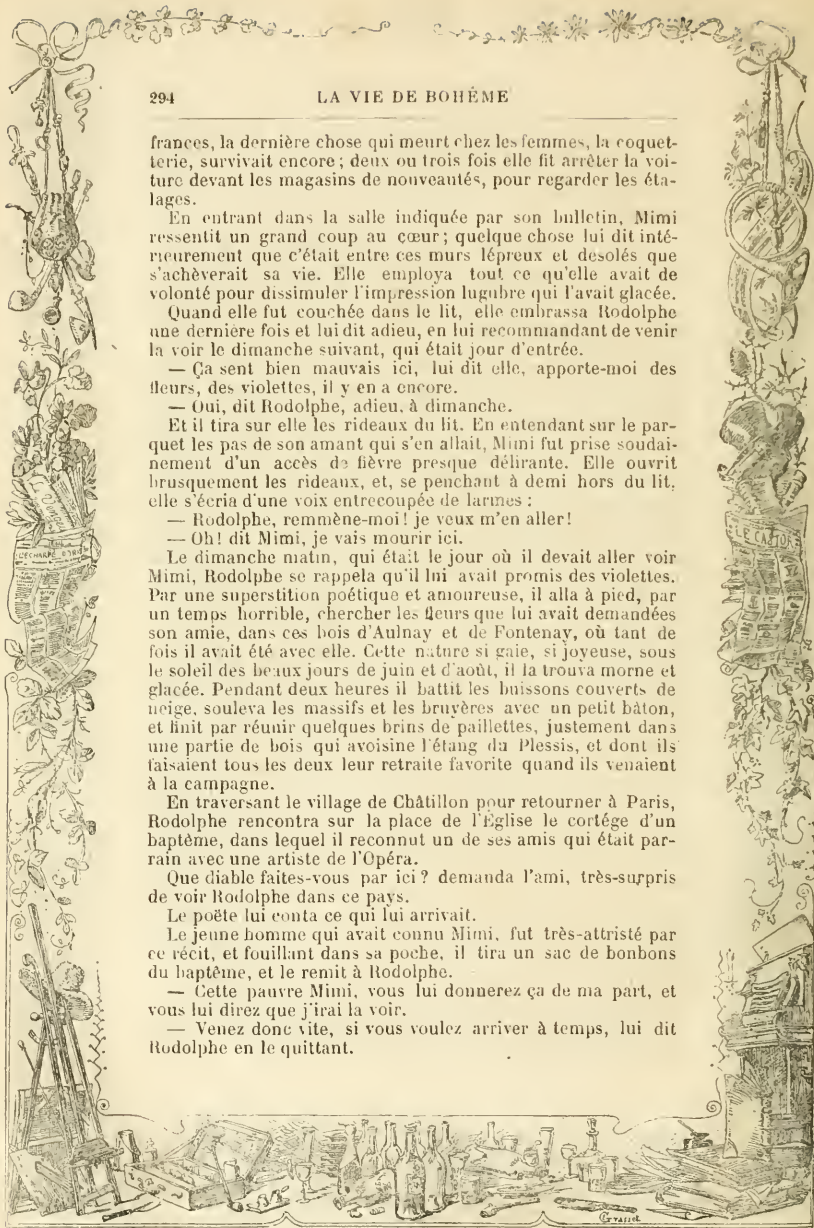 294 LA VIE DE BOHÈME
frances, la dernière chose qui meurt chez les femmes, la coquet-
terie, survivait encore ; deux ou trois fois elle fit arrêter la voi-
ture devant les magasins de nouveautés, pour regarder les éta-
lages.
En entrant dans la salle indiquée par son bulletin, Mimi
ressentit un grand coup au cœur ; quelque chose lui dit inté-
rieurement que c'était entre ces murs lépreux et désolés que
s'achèverait sa vie. Elle employa tout ce qu'elle avait de
volonté pour dissimuler l'impression lugubre qui l'avait glacée.
Quand elle fut couchée dans le lit, elle embrassa Rodolphe
une dernière fois et lui dit adieu, en lui recommandant de venir
la voir le dimanche suivant, qui était jour d'entrée.
— Ça sent bien mauvais ici, lui dit elle, apporte-moi des
fleurs, des violettes, il y en a encore.
— Oui, dit Rodolphe, adieu, à dimanche.
Et il tira sur elle les rideaux du lit. En entendant sur le par-
quet les pas de son amant qui s'en allait, Mimi fut prise soudai-
nement d'un accès de fièvre presque délirante. Elle ouvrit
brusquement les rideaux, et, se penchant à demi hors du lit,
elle s'écria d'une voix entrecoupée de larmes :
— Rodolphe, remmène-moi ! je veux m'en aller !
— Oh ! dit Mimi, je vais mourir ici.
Le dimanche matin, qui était le jour où il devait aller voir
Mimi, Rodolphe se rappela qu'il lui avait promis des violettes.
Par une superstition poétique et amoureuse, il alla à pied, par
un temps horrible, chercher les fleurs que lui avait demandées
son amie, dans ces bois d'Aulnay et de Fontenay, où tant de
fois il avait été avec elle. Cette nature si gaie, si joyeuse, sous
le soleil des beaux jours de juin et d'août, il la trouva morne et
glacée. Pendant deux heures il battit les buissons couverts de
neige, souleva les massifs et les bruyères avec un petit bâton,
et finit par réunir quelques brins de paillettes, justement dans
une partie de bois qui avoisine l'étang du Plessis, et dont ils
faisaient tous les deux leur retraite favorite quand ils venaient
à la campagne.
En traversant le village de Châtillon pour retourner à Paris,
Rodolphe rencontra sur la place de l'Église le cortége d'un
baptême, dans lequel il reconnut un de ses amis qui était par-
rain avec une artiste de l'Opéra.
Que diable faites-vous par ici ? demanda l'ami, très-surpris
de voir Rodolphe dans ce pays.
Le poëte lui conta ce qui lui arrivait.
Le jeune homme qui avait connu Mimi, fut très-attristé par
ce récit, et fouillant dans sa poche, il tira un sac de bonbons
du baptême, et le remit à Rodolphe.
— Cette pauvre Mimi, vous lui donnerez ça de ma part, et
vous lui direz que j'irai la voir.
— Venez donc vite, si vous voulez arriver à temps, lui dit
Rodolphe en le quittant.
L'ECHARPE D'IRIS
LE CASTOR
Grasset